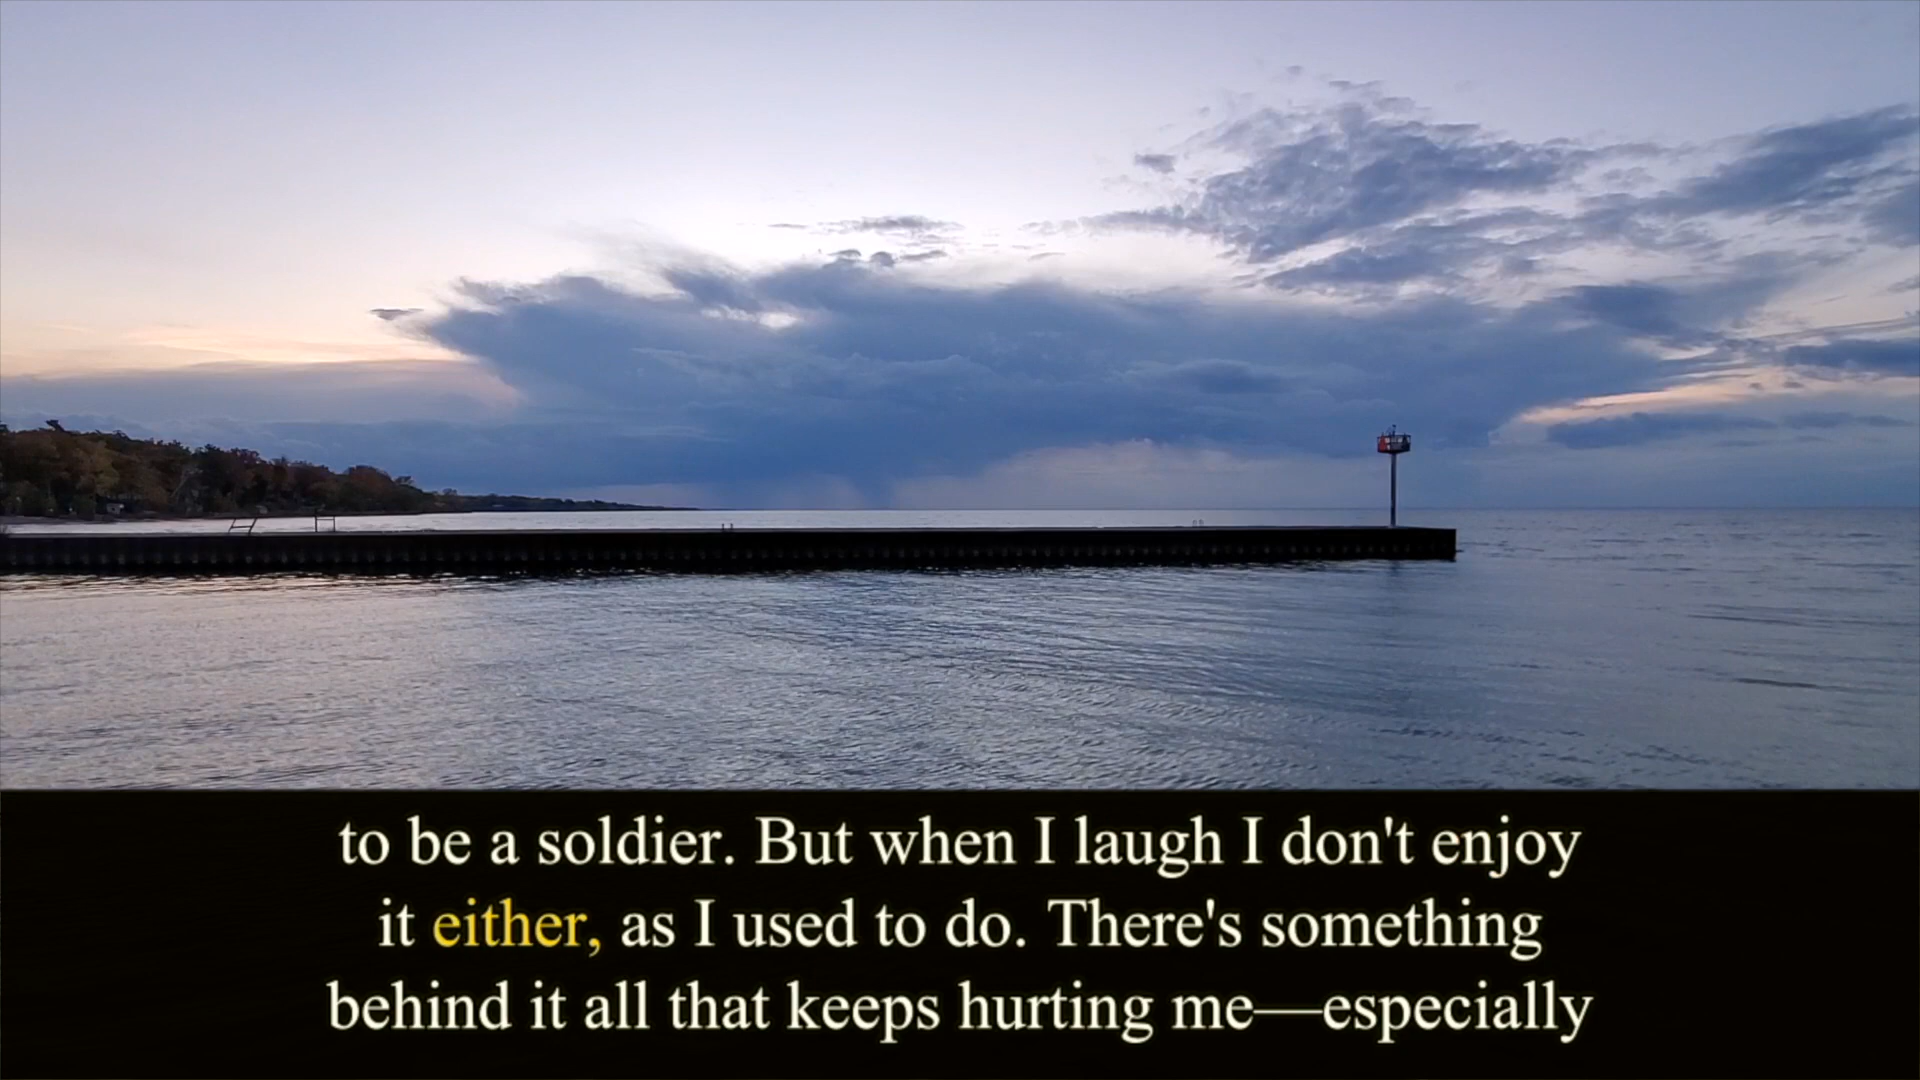 to be a soldier. But when I laugh I don't enjoy
it either, as I used to do. There's something
behind it all that keeps hurting me—especially